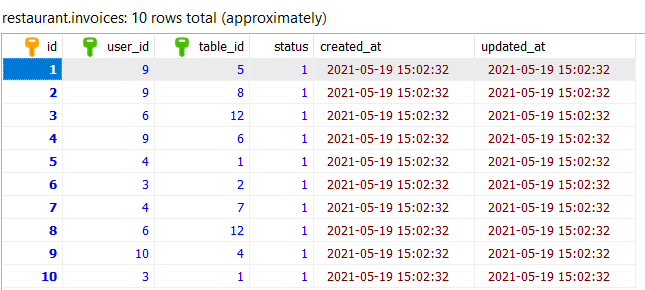 restaurant.invoices: 10 rows total (approximately)
id user_id table_id status created_at updated_at
1 9 5 1 2021-05-19 15:02:32 2021-05-19 15:02:32
2 9 8 1 2021-05-19 15:02:32 2021-05-19 15:02:32
3 6 12 1 2021-05-19 15:02:32 2021-05-19 15:02:32
4 9 6 1 2021-05-19 15:02:32 2021-05-19 15:02:32
5 4 1 1 2021-05-19 15:02:32 2021-05-19 15:02:32
6 3 2 1 2021-05-19 15:02:32 2021-05-19 15:02:32
7 4 7 1 2021-05-19 15:02:32 2021-05-19 15:02:32
8 6 12 1 2021-05-19 15:02:32 2021-05-19 15:02:32
9 10 4 1 2021-05-19 15:02:32 2021-05-19 15:02:32
10 3 1 1 2021-05-19 15:02:32 2021-05-19 15:02:32